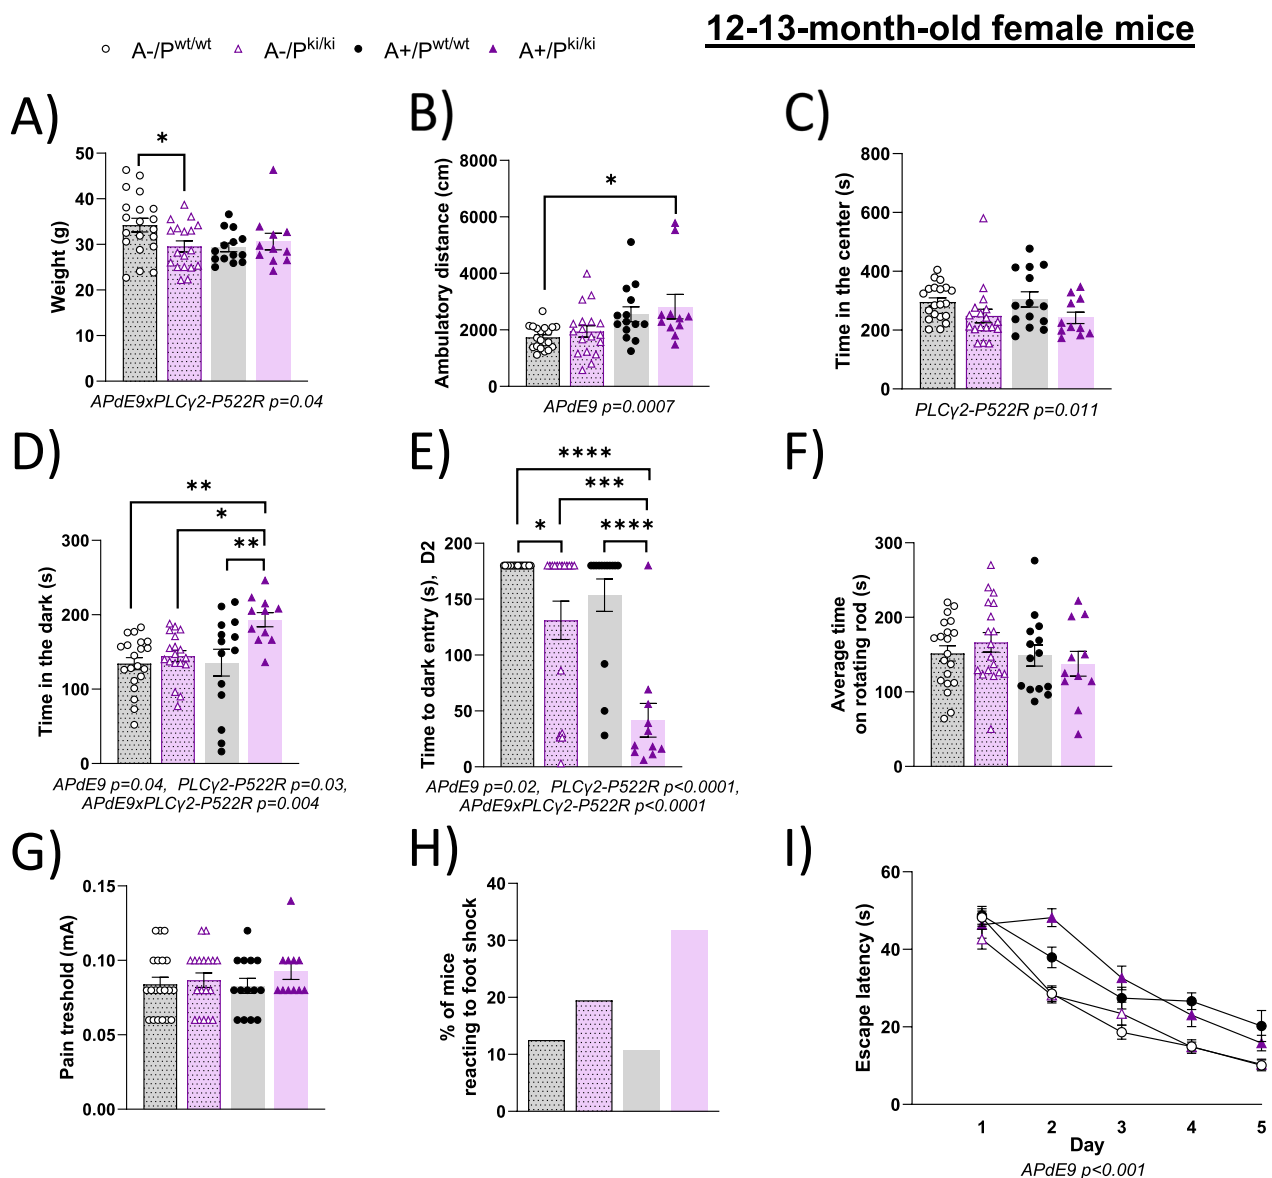 12-13-month-old female mice
A-/Pwt/wt A-/Pki/ki A+/Pwt/wt A+/Pki/ki
A)
*
Weight (g)
50
40
30
20
10
0
APdE9xPLCγ2-P522R p=0.04
B)
*
Ambulatory distance (cm)
8000
6000
4000
2000
0
APdE9 p=0.0007
C)
Time in the center (s)
800
600
400
200
0
PLCγ2-P522R p=0.011
D)
**
*
**
Time in the dark (s)
300
200
100
0
APdE9 p=0.04, PLCγ2-P522R p=0.03,
APdE9xPLCγ2-P522R p=0.004
E)
****
***
* ****
Time to dark entry (s), D2
200
150
100
50
0
APdE9 p=0.02, PLCγ2-P522R p<0.0001,
APdE9xPLCγ2-P522R p<0.0001
F)
Average time
on rotating rod (s)
300
200
100
0
G)
Pain treshold (mA)
0.15
0.10
0.05
0.00
H)
% of mice
reacting to foot shock
40
30
20
10
0
I)
Escape latency (s)
60
40
20
0
1 2 3 4 5
Day
APdE9 p<0.001